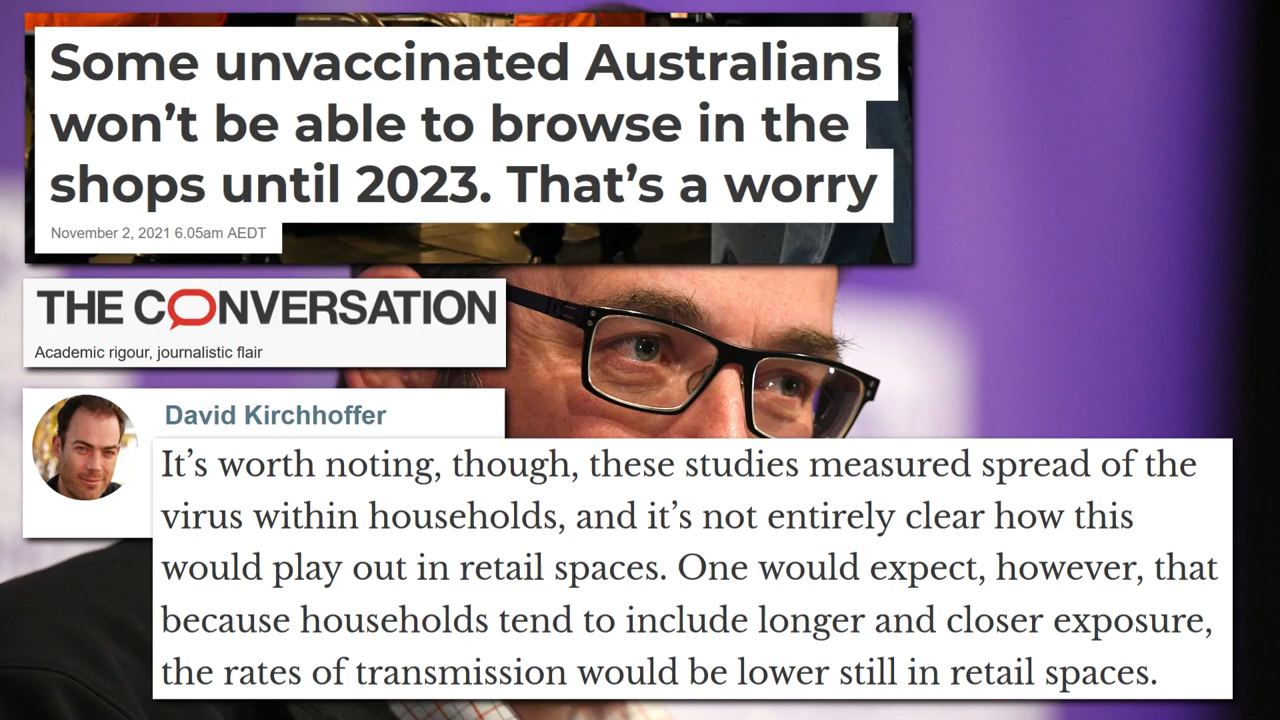 Some unvaccinated Australians
won't be able to browse in the
shops until 2023. That's a worry
November 2, 2021 6.05am AEDT
THE CONVERSATION
Academic rigour, journalistic flair
David Kirchhoffer
It's worth noting, though, these studies measured spread of the
virus within households, and it's not entirely clear how this
would play out in retail spaces. One would expect, however, that
because households tend to include longer and closer exposure,
the rates of transmission would be lower still in retail spaces.